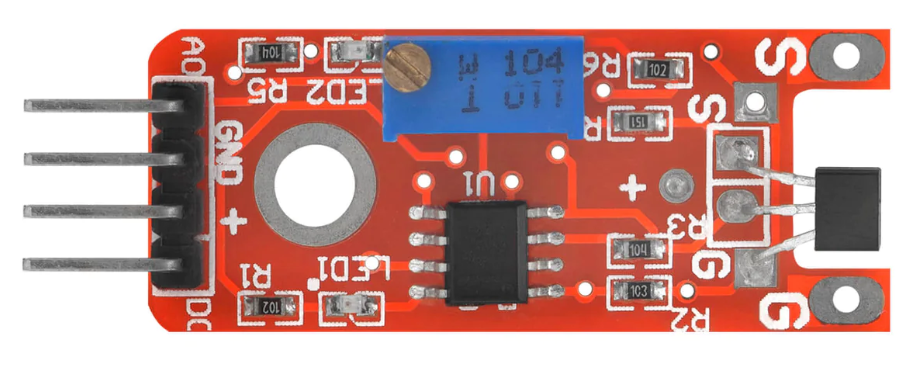 A0
GND
+
D0
104
R5
LED2
W 104
1 011
R6
102
R
151
S
S
U1
+
R3
104
103
R2
G
G
R1
102
LED1